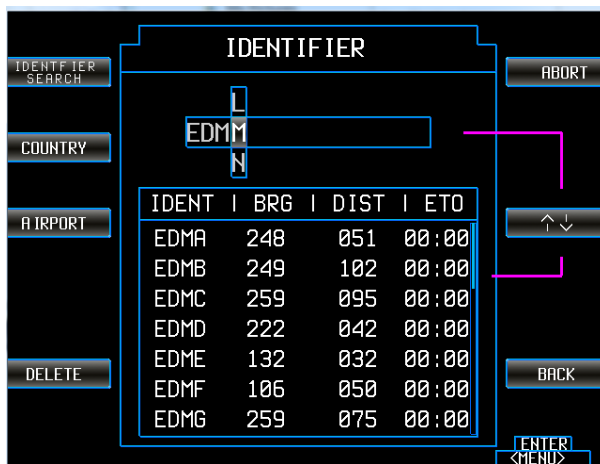 IDENTIFIER
IDENTFIER
SEARCH
ABORT
L
EDMM
N
COUNTRY
IDENT | BRG | DIST | ETO
AIRPORT
↑↓
EDMA 248 051 00:00
EDMB 249 102 00:00
EDMC 259 095 00:00
EDMD 222 042 00:00
EDME 132 032 00:00
DELETE
BACK
EDMF 106 050 00:00
EDMG 259 075 00:00
ENTER
<MENU>